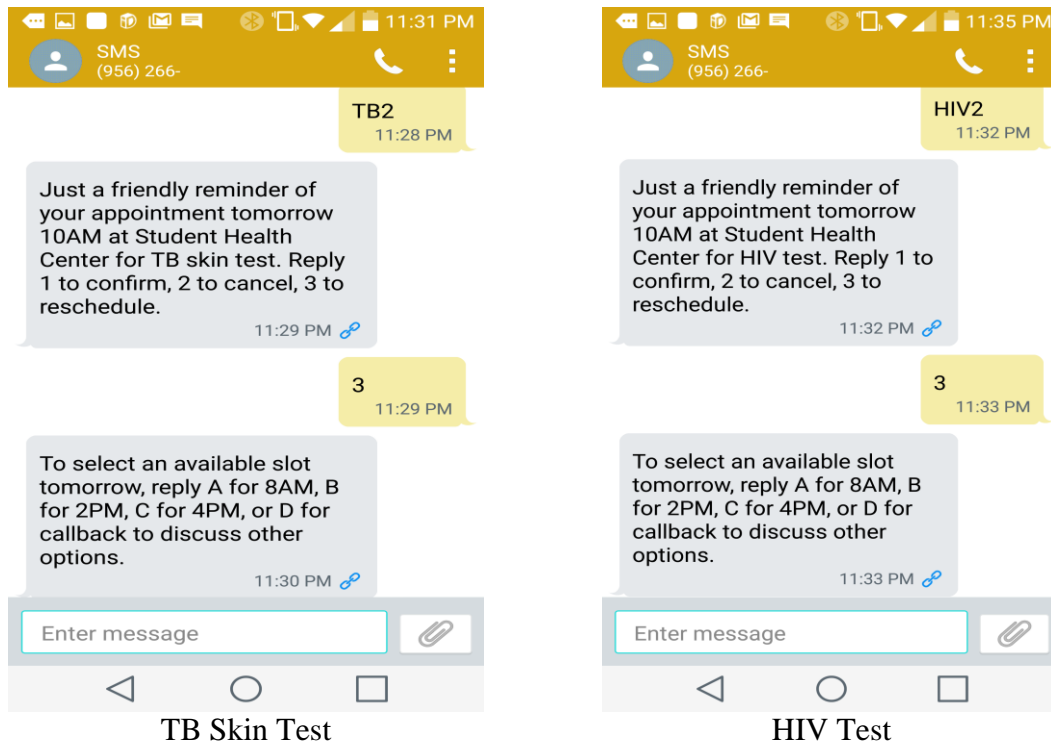 11:31 PM
SMS
(956) 266-
TB2
11:28 PM
Just a friendly reminder of
your appointment tomorrow
10AM at Student Health
Center for TB skin test. Reply
1 to confirm, 2 to cancel, 3 to
reschedule.
11:29 PM
3
11:29 PM
To select an available slot
tomorrow, reply A for 8AM, B
for 2PM, C for 4PM, or D for
callback to discuss other
options.
11:30 PM
Enter message
TB Skin Test
11:35 PM
SMS
(956) 266-
HIV2
11:32 PM
Just a friendly reminder of
your appointment tomorrow
10AM at Student Health
Center for HIV test. Reply 1 to
confirm, 2 to cancel, 3 to
reschedule.
11:32 PM
3
11:33 PM
To select an available slot
tomorrow, reply A for 8AM, B
for 2PM, C for 4PM, or D for
callback to discuss other
options.
11:33 PM
Enter message
HIV Test